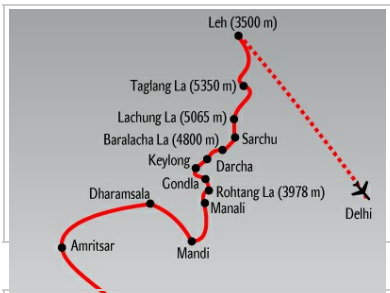 Leh (3500 m)
Taglang La (5350 m)
Lachung La (5065 m)
Baralacha La (4800 m)
Sarchu
Keylong
Darcha
Gondla
Rohtang La (3978 m)
Dharamsala
Manali
Delhi
Amritsar
Mandi